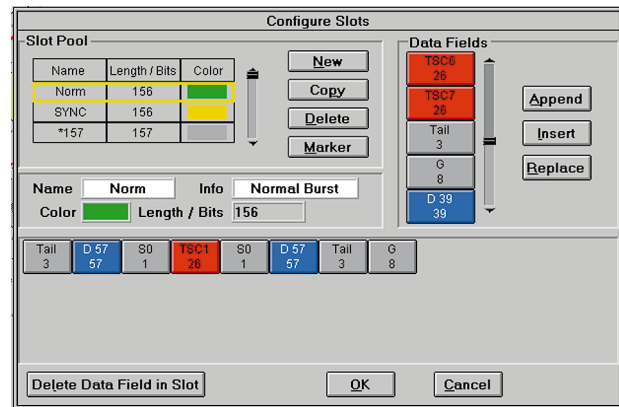 Configure Slots
Slot Pool
Name Length / Bits Color
Norm 156
SYNC 156
*157 157
New
Copy
Delete
Marker
Data Fields
TSC6
26
TSC7
26
Tail
3
G
8
D 39
39
Append
Insert
Replace
Name Norm Info Normal Burst
Color Length / Bits 156
Tail D 57 S0 TSC1 S0 D 57 Tail G
3 57 1 26 1 57 3 8
Delete Data Field in Slot OK Cancel